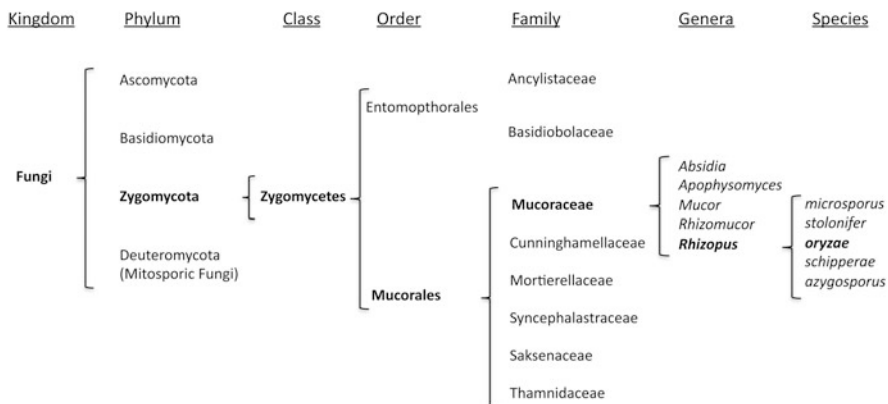 Kingdom Phylum Class Order Family Genera Species
Ascomycota
Ancylistaceae
Entomopthorales
Basidiomycota
Basidiobolaceae
Fungi
Zygomycota
Zygomycetes
Mucoraceae
Absidia
Apophysomyces
Mucor
Rhizomucor
Rhizopus
microsporus
stolonifer
oryzae
schipperae
azygosporus
Deuteromycota
(Mitosporic Fungi)
Mucorales
Cunninghamellaceae
Mortierellaceae
Syncephalastraceae
Saksenaceae
Thamnidaceae